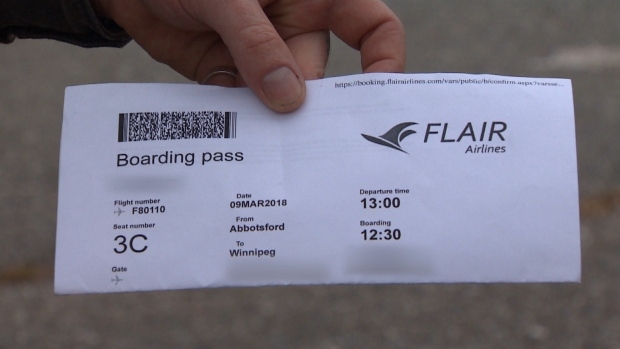 https://booking.flairairlines.com/vars/public/b/confirm.aspx?varsse...
FLAIR
Airlines
Boarding pass
Flight number
F80110
Date
09MAR2018
Departure time
13:00
Seat number
3C
From
Abbotsford
Boarding
12:30
To
Winnipeg
Gate